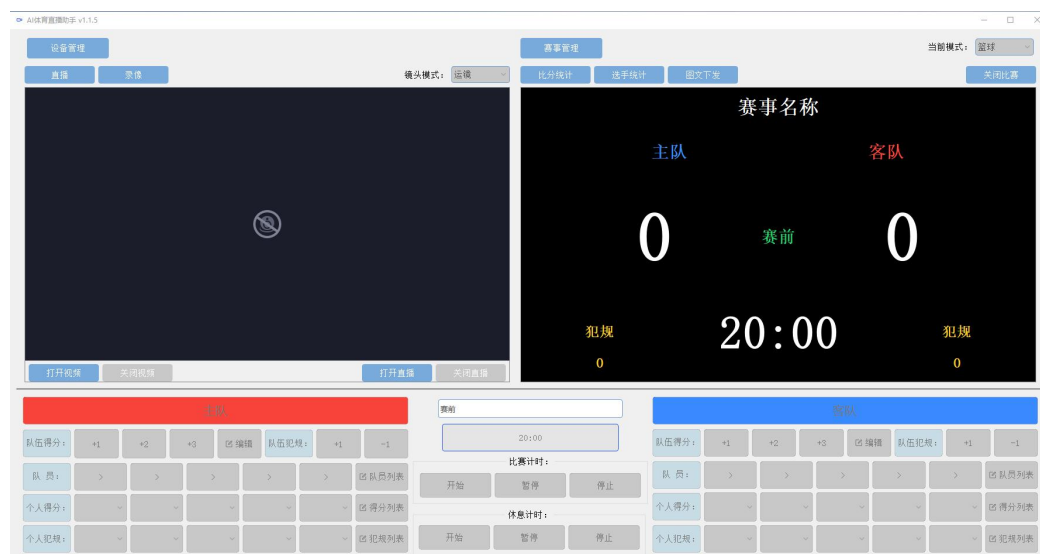 AI体育直播助手 v1.1.5
设备管理
赛事管理
当前模式： 篮球
直播 录像 镜头模式： 运镜
比分统计 选手统计 图文下发 关闭比赛
赛事名称
主队 客队
0 赛前 0
20:00
犯规 犯规
0 0
打开视频 关闭视频 打开直播 关闭直播
赛前
20:00
队伍得分： +1 +2 +3 编辑 队伍犯规： +1 -1
队 员： > > > > > 队员列表
个人得分： 得分列表
个人犯规： 犯规列表
比赛计时：
开始 暂停 停止
休息计时：
开始 暂停 停止
队伍得分： +1 +2 +3 编辑 队伍犯规： +1 -1
队 员： > > > > > 队员列表
个人得分： 得分列表
个人犯规： 犯规列表